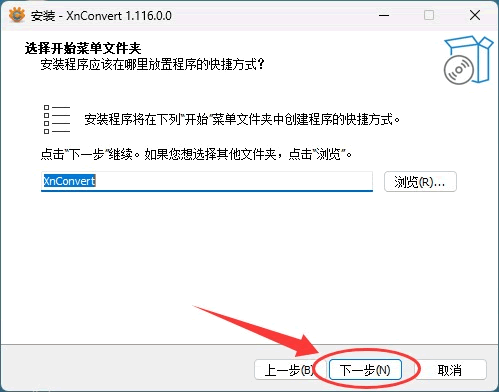 安装 - XnConvert 1.116.0.0
选择开始菜单文件夹
安装程序应该在哪里放置程序的快捷方式？
安装程序将在下列“开始”菜单文件夹中创建程序的快捷方式。
点击“下一步”继续。如果您想选择其他文件夹，点击“浏览”。
XnConvert
浏览(R)...
上一步(B)
下一步(N)
取消